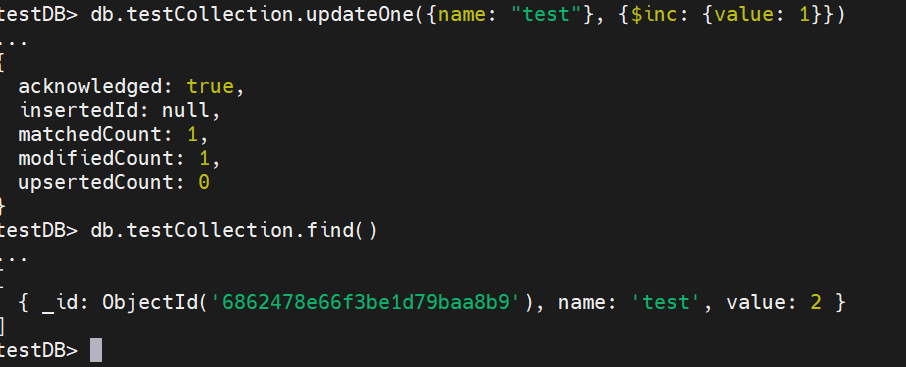 testDB> db.testCollection.updateOne({name: "test"}, {$inc: {value: 1}})
...
{
  acknowledged: true,
  insertedId: null,
  matchedCount: 1,
  modifiedCount: 1,
  upsertedCount: 0
}
testDB> db.testCollection.find()
...
[
  { _id: ObjectId('6862478e66f3be1d79baa8b9'), name: 'test', value: 2 }
]
testDB>